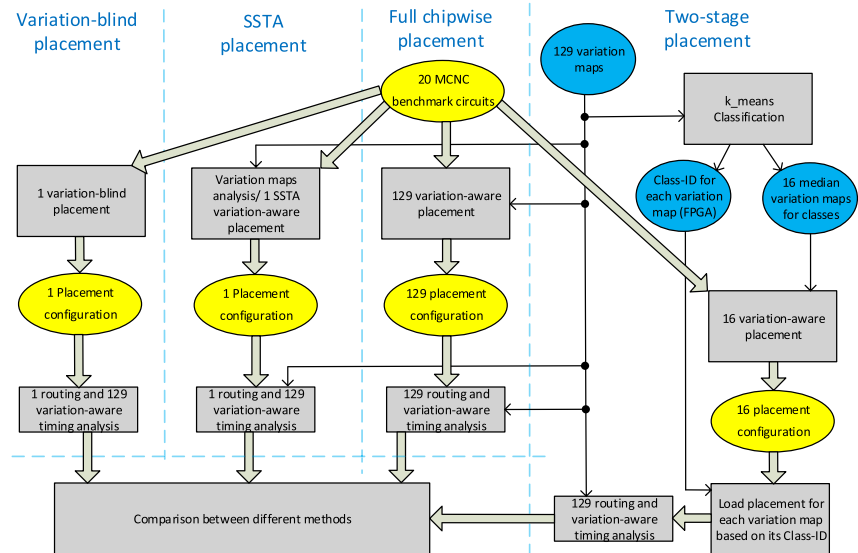 Variation-blind
placement
SSTA
placement
Full chipwise
placement
Two-stage
placement
20 MCNC
benchmark circuits
129 variation
maps
k_means
Classification
1 variation-blind
placement
Variation maps
analysis/ 1 SSTA
variation-aware
placement
129 variation-aware
placement
Class-ID for
each variation
map (FPGA)
16 median
variation maps
for classes
1 Placement
configuration
1 Placement
configuration
129 placement
configuration
16 variation-aware
placement
1 routing and 129
variation-aware
timing analysis
1 routing and 129
variation-aware
timing analysis
129 routing and
variation-aware
timing analysis
16 placement
configuration
Comparison between different methods
129 routing and
variation-aware
timing analysis
Load placement for
each variation map
based on its Class-ID